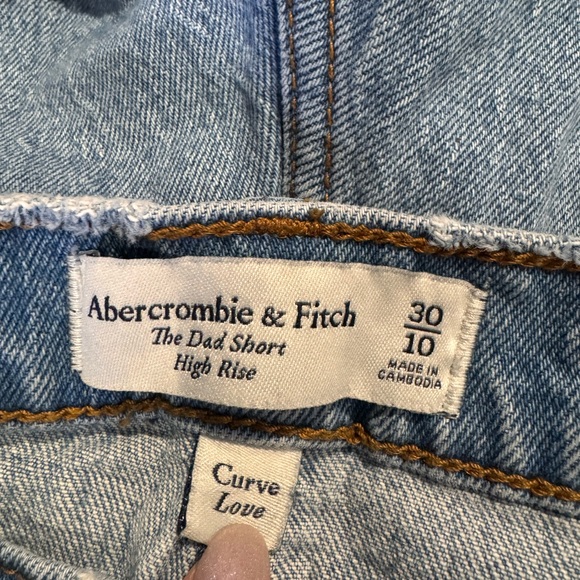 Abercrombie & Fitch
The Dad Short
High Rise
30
10
MADE IN
CAMBODIA
Curve
Love